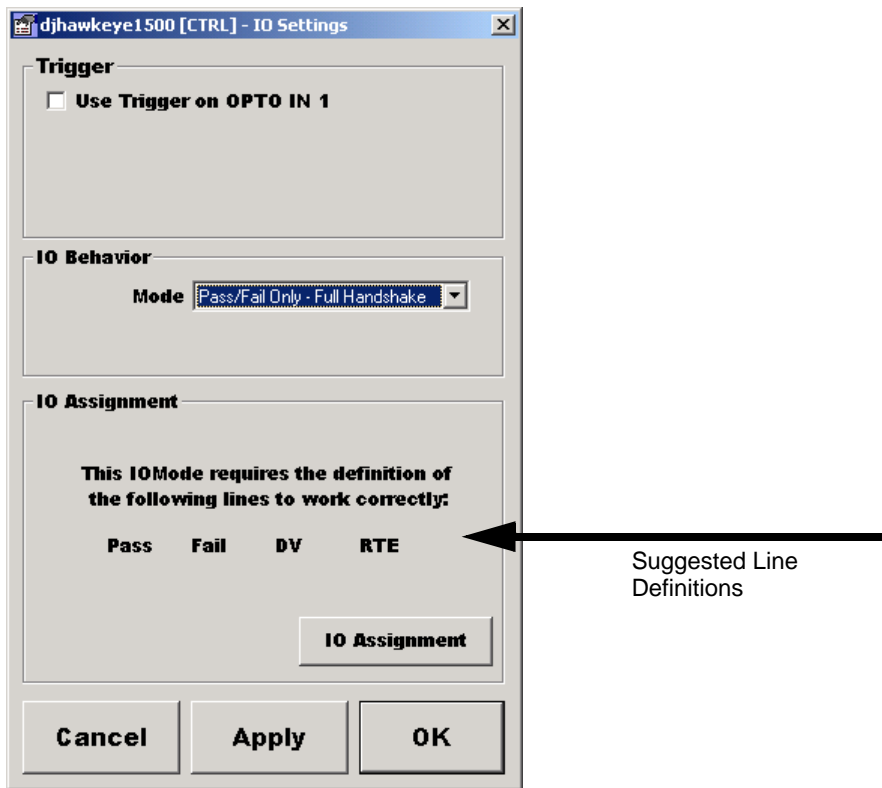 djhawkeye1500 [CTRL] - IO Settings
Trigger
Use Trigger on OPTO IN 1
IO Behavior
Mode Pass/Fail Only - Full Handshake
IO Assignment
This IOMode requires the definition of
the following lines to work correctly:
Pass Fail DV RTE
Suggested Line
Definitions
IO Assignment
Cancel Apply OK